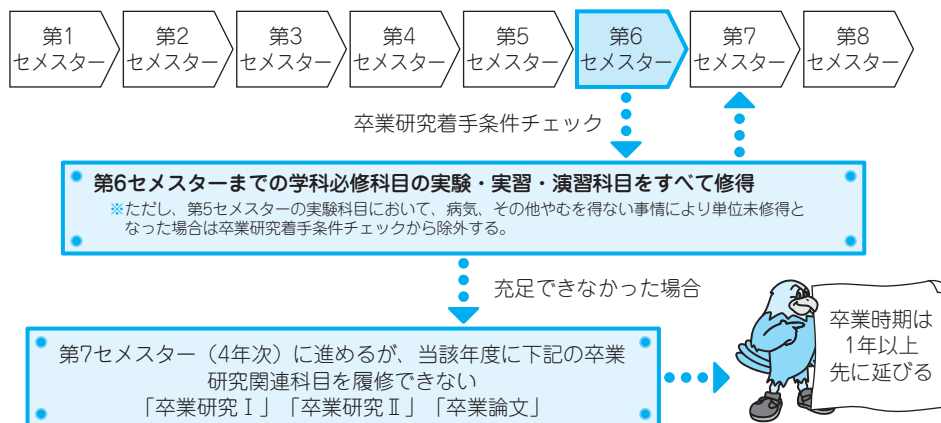 第1
セメスター
第2
セメスター
第3
セメスター
第4
セメスター
第5
セメスター
第6
セメスター
第7
セメスター
第8
セメスター
卒業研究着手条件チェック
第6セメスターまでの学科必修科目の実験・実習・演習科目をすべて修得
※ただし、第5セメスターの実験科目において、病気、その他やむを得ない事情により単位未修得と
なった場合は卒業研究着手条件チェックから除外する。
充足できなかった場合
第7セメスター（4年次）に進めるが、当該年度に下記の卒業
研究関連科目を履修できない
「卒業研究Ⅰ」「卒業研究Ⅱ」「卒業論文」
卒業時期は
1年以上
先に延びる